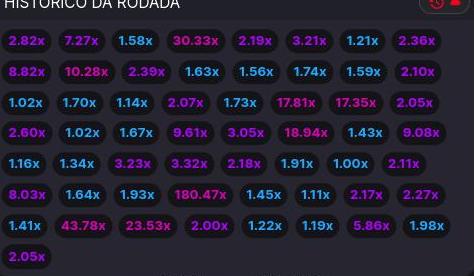 HISTÓRICO DA RODADA
2.82x 7.27x 1.58x 30.33x 2.19x 3.21x 1.21x 2.36x
8.82x 10.28x 2.39x 1.63x 1.56x 1.74x 1.59x 2.10x
1.02x 1.70x 1.14x 2.07x 1.73x 17.81x 17.35x 2.05x
2.60x 1.02x 1.67x 9.61x 3.05x 18.94x 1.43x 9.08x
1.16x 1.34x 3.23x 3.32x 2.18x 1.91x 1.00x 2.11x
8.03x 1.64x 1.93x 180.47x 1.45x 1.11x 2.17x 2.27x
1.41x 43.78x 23.53x 2.00x 1.22x 1.19x 5.86x 1.98x
2.05x